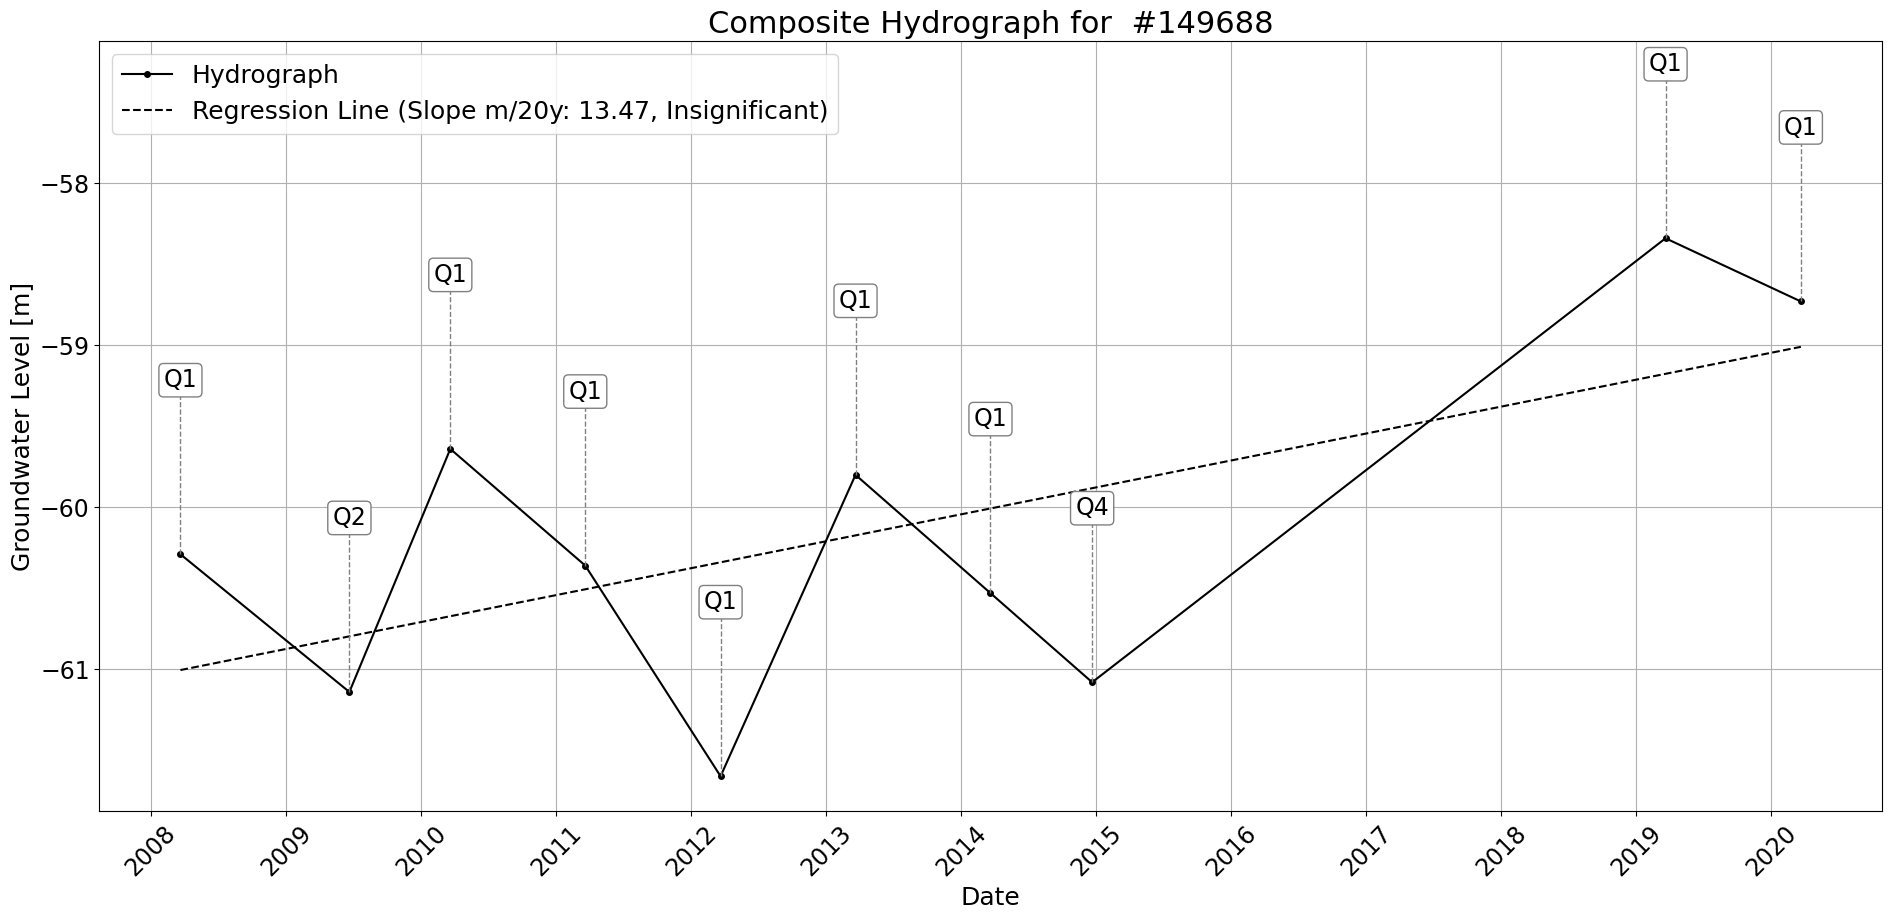 Composite Hydrograph for  #149688
Hydrograph
Regression Line (Slope m/20y: 13.47, Insignificant)
Q1
Q1
Q1
Q1
Q1
Q1
Q1
Q4
Q2
Q1
−58
−59
−60
−61
Groundwater Level [m]
2008
2009
2010
2011
2012
2013
2014
2015
2016
2017
2018
2019
2020
Date